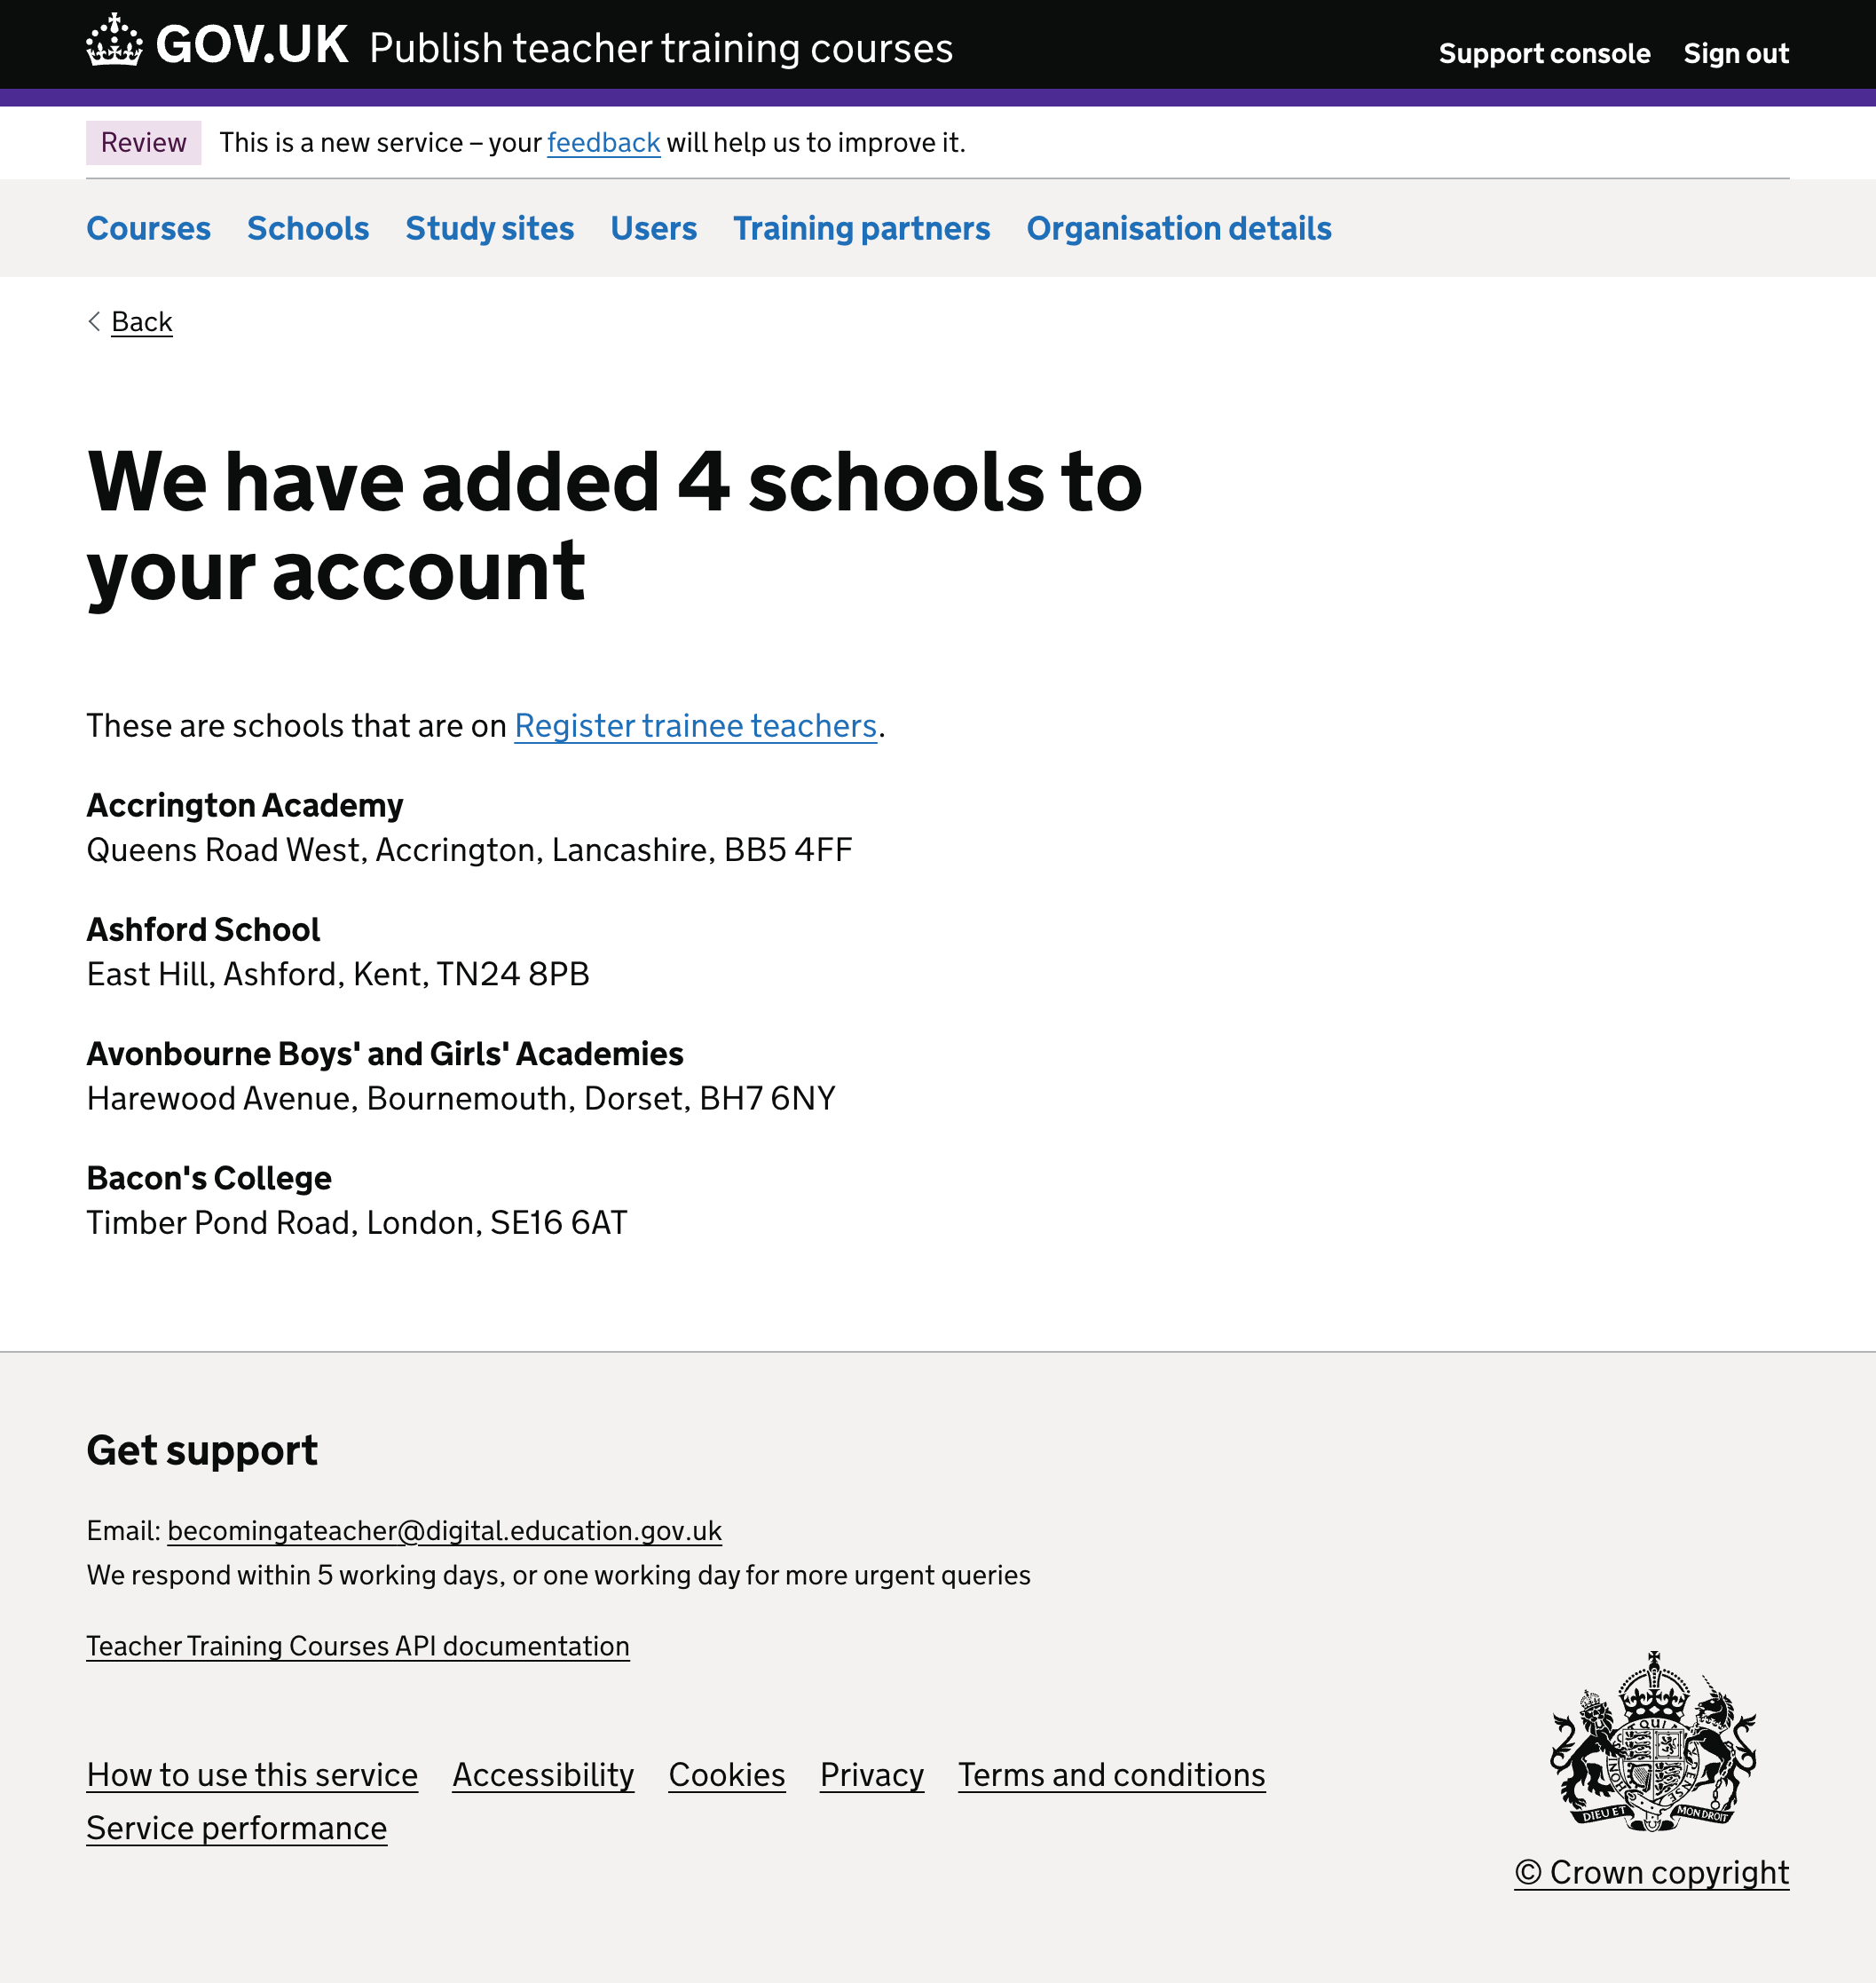 GOV.UK Publish teacher training courses
Support console Sign out
Review This is a new service – your feedback will help us to improve it.
Courses Schools Study sites Users Training partners Organisation details
Back
We have added 4 schools to
your account
These are schools that are on Register trainee teachers.
Accrington Academy
Queens Road West, Accrington, Lancashire, BB5 4FF
Ashford School
East Hill, Ashford, Kent, TN24 8PB
Avonbourne Boys' and Girls' Academies
Harewood Avenue, Bournemouth, Dorset, BH7 6NY
Bacon's College
Timber Pond Road, London, SE16 6AT
Get support
Email: becomingateacher@digital.education.gov.uk
We respond within 5 working days, or one working day for more urgent queries
Teacher Training Courses API documentation
How to use this service Accessibility Cookies Privacy Terms and conditions
Service performance
DIEU ET MON DROIT
© Crown copyright